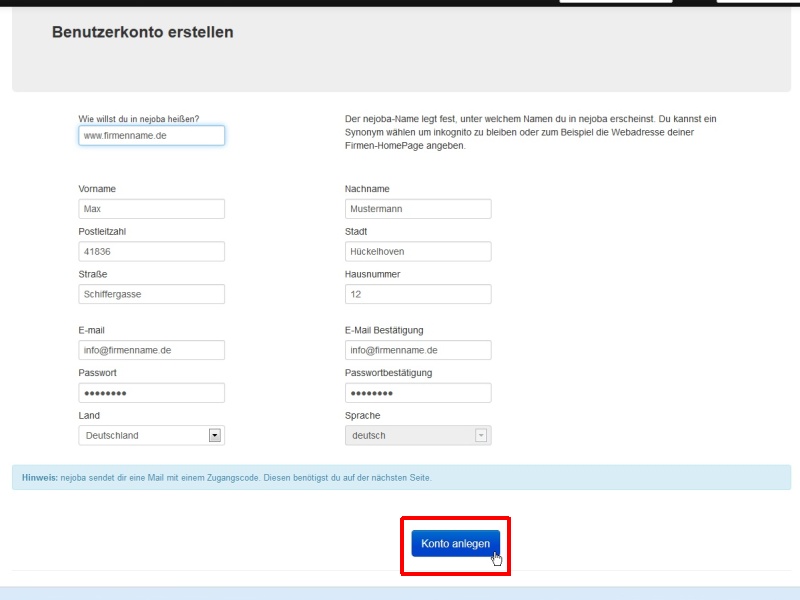 Benutzerkonto erstellen
Wie willst du in nejoba heißen?
www.firmenname.de
Der nejoba-Name legt fest, unter welchem Namen du in nejoba erscheinst. Du kannst ein
Synonym wählen um inkognito zu bleiben oder zum Beispiel die Webadresse deiner
Firmen-HomePage angeben.
Vorname
Nachname
Max
Mustermann
Postleitzahl
Stadt
41836
Hückelhoven
Straße
Hausnummer
Schiffergasse
12
E-mail
E-Mail Bestätigung
info@firmenname.de
info@firmenname.de
Passwort
Passwortbestätigung
••••••••
••••••••
Land
Sprache
Deutschland
deutsch
Hinweis: nejoba sendet dir eine Mail mit einem Zugangscode. Diesen benötigst du auf der nächsten Seite.
Konto anlegen